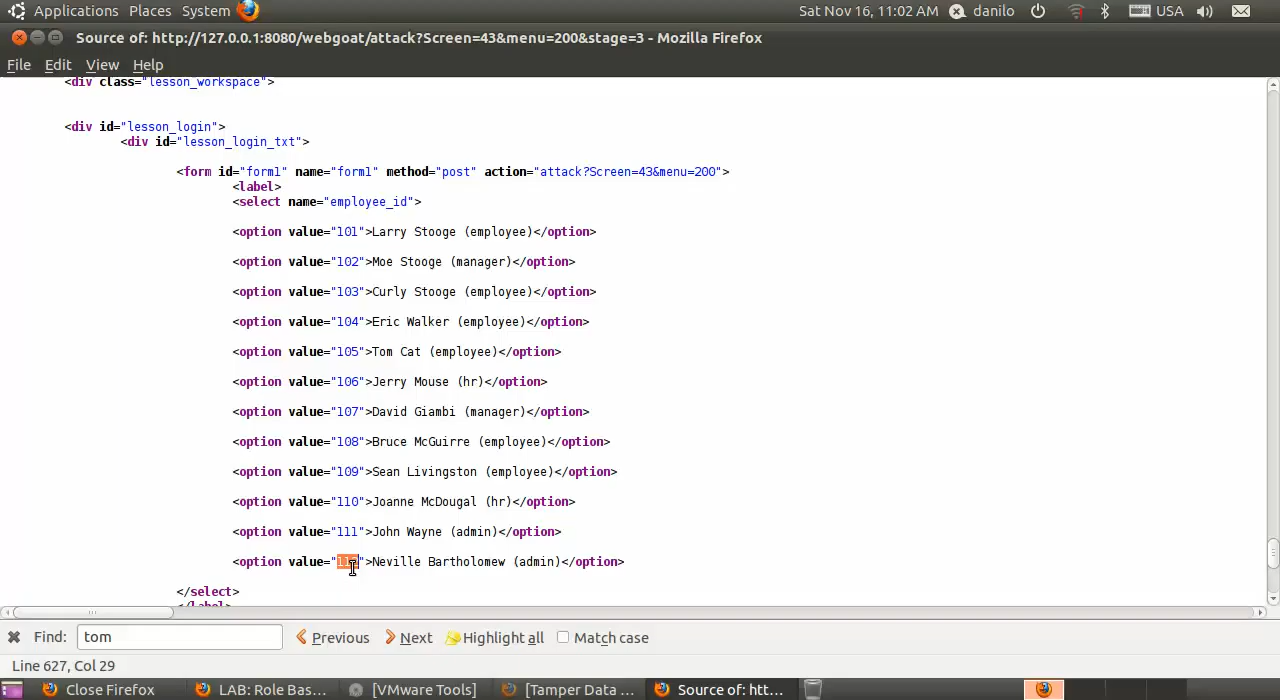 Applications Places System Sat Nov 16, 11:02 AM danilo USA
Source of: http://127.0.0.1:8080/webgoat/attack?Screen=43&menu=200&stage=3 - Mozilla Firefox
File Edit View Help
<div class="lesson_workspace">
<div id="lesson_login">
<div id="lesson_login_txt">
<form id="form1" name="form1" method="post" action="attack?Screen=43&menu=200">
<label>
<select name="employee_id">
<option value="101">Larry Stooge (employee)</option>
<option value="102">Moe Stooge (manager)</option>
<option value="103">Curly Stooge (employee)</option>
<option value="104">Eric Walker (employee)</option>
<option value="105">Tom Cat (employee)</option>
<option value="106">Jerry Mouse (hr)</option>
<option value="107">David Giambi (manager)</option>
<option value="108">Bruce McGuirre (employee)</option>
<option value="109">Sean Livingston (employee)</option>
<option value="110">Joanne McDougal (hr)</option>
<option value="111">John Wayne (admin)</option>
<option value="112">Neville Bartholomew (admin)</option>
</select>
</label>
Find: tom Previous Next Highlight all Match case
Line 627, Col 29
Close Firefox LAB: Role Bas... [VMware Tools] [Tamper Data ... Source of: htt...